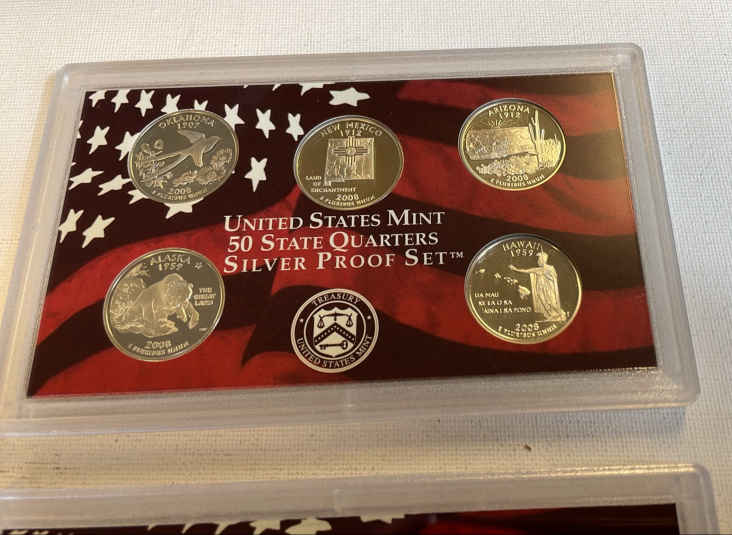 OKLAHOMA
1907
2008
E PLURIBUS UNUM
NEW MEXICO
1912
LAND
OF
ENCHANTMENT
2008
E PLURIBUS UNUM
ARIZONA
1912
2008
E PLURIBUS UNUM
UNITED STATES MINT
50 STATE QUARTERS
SILVER PROOF SET™
ALASKA
1959
THE
GREAT
LAND
2008
E PLURIBUS UNUM
TREASURY
UNITED STATES MINT
HAWAI'I
1959
UA MAU
KE EA O KA
'AINA I KA PONO
2008
E PLURIBUS UNUM